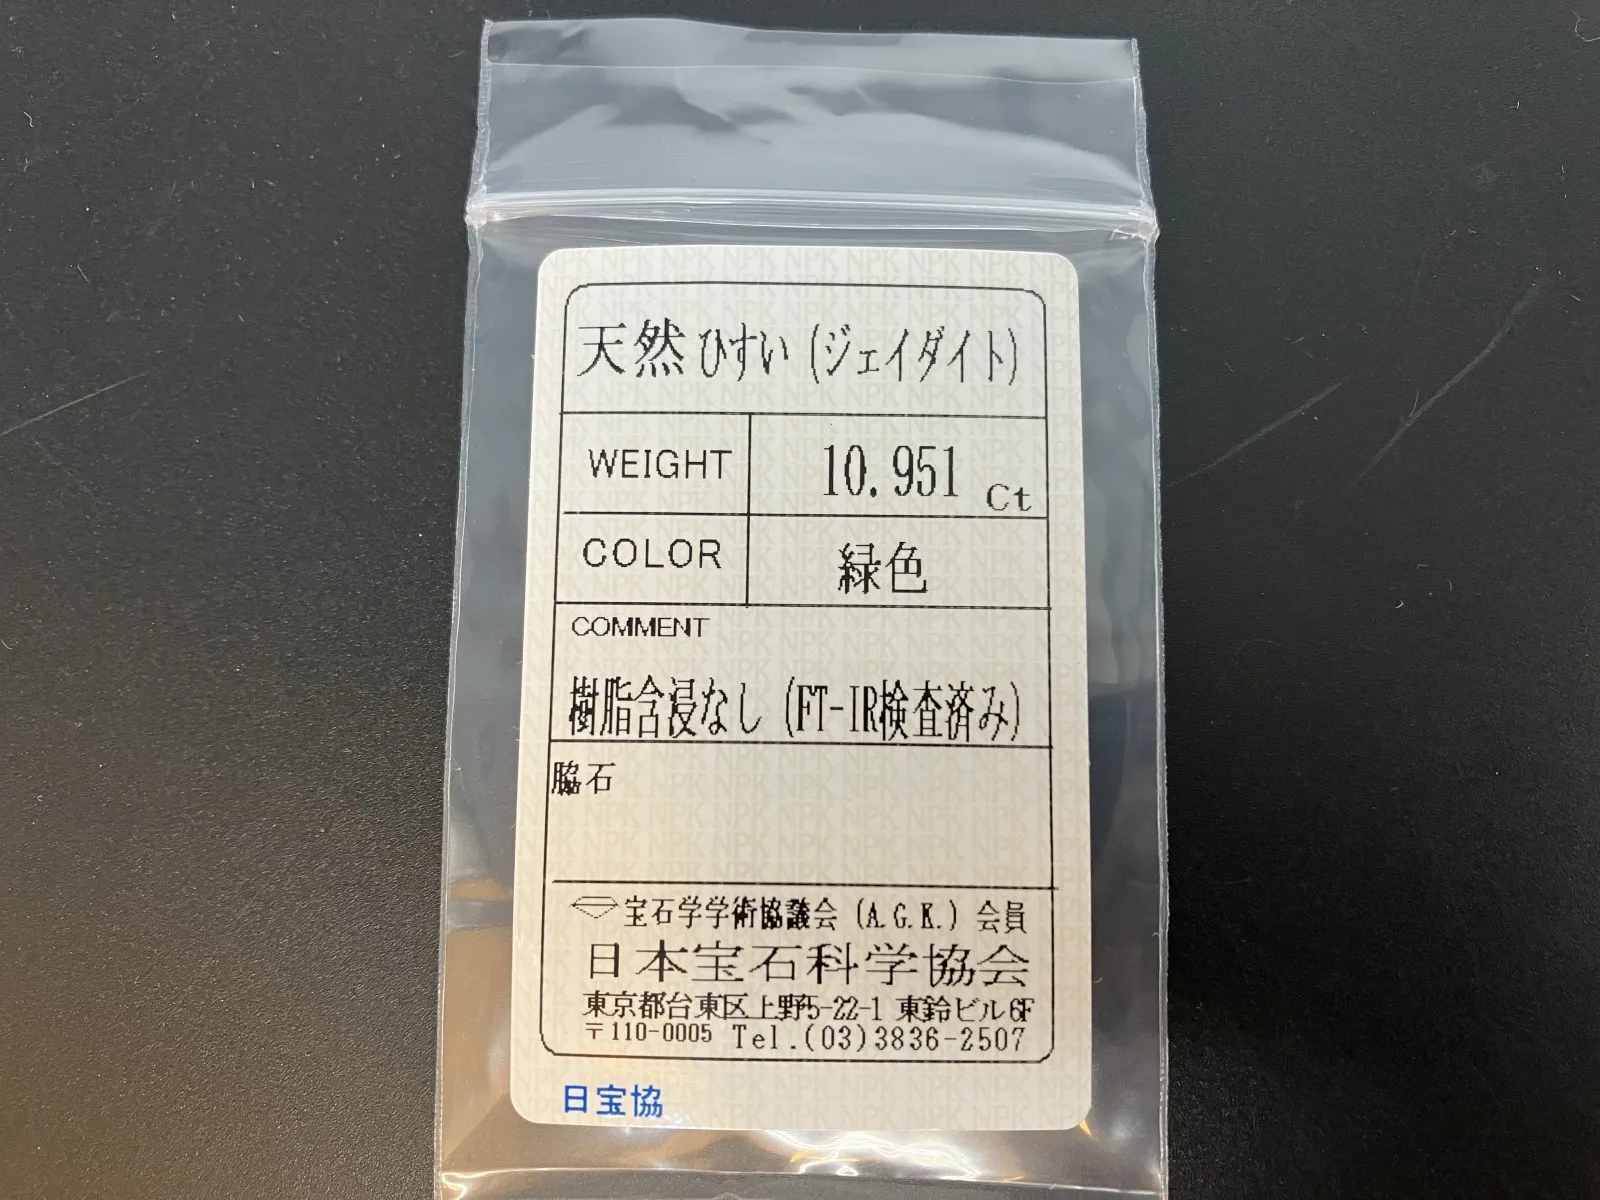 天然ひすい (ジェイダイト)
WEIGHT 10.951 Ct
COLOR 緑色
COMMENT
樹脂含浸なし (FT-IR検査済み)
脇石
宝石学学術協議会 (A.G.K.) 会員
日本宝石科学協会
東京都台東区上野5-22-1 東鈴ビル6F
〒110-0005 Tel.(03)3836-2507
日宝協